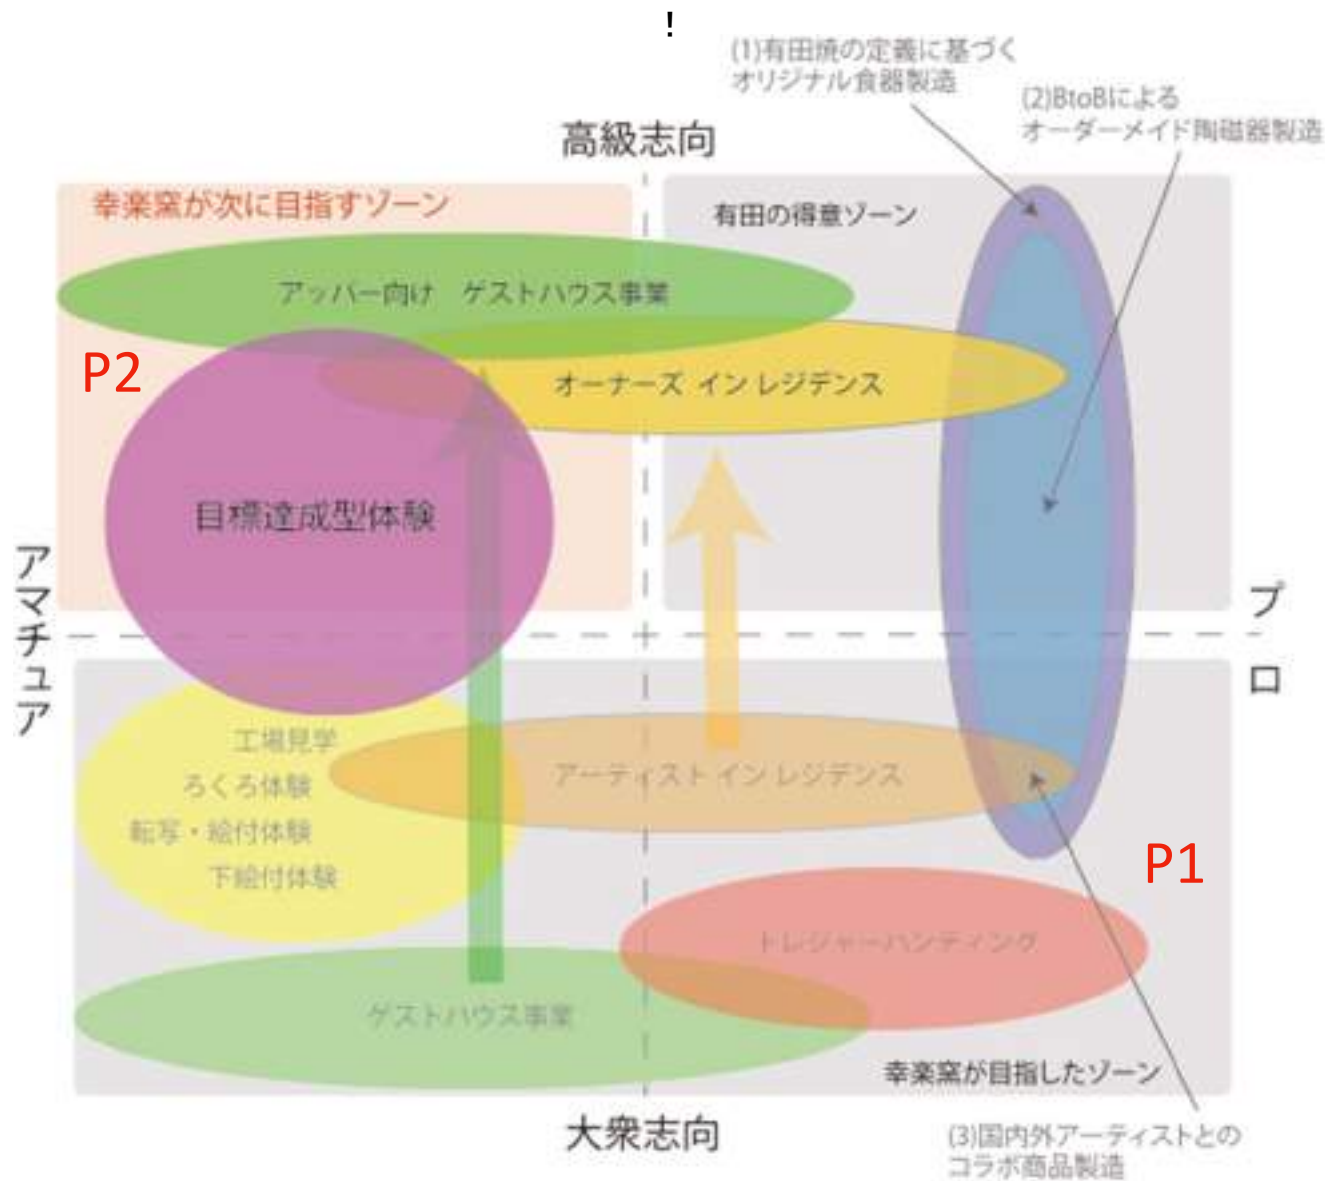 !
(1)有田焼の定義に基づく
オリジナル食器製造
(2)BtoBによる
オーダーメイド陶磁器製造
高級志向
幸楽窯が次に目指すゾーン
有田の得意ゾーン
アッパー向け ゲストハウス事業
P2
オーナーズ イン レジデンス
目標達成型体験
アマチュア
プロ
工場見学
ろくろ体験
転写・絵付体験
下絵付体験
アーティスト イン レジデンス
P1
トレジャーハンティング
ゲストハウス事業
幸楽窯が目指したゾーン
大衆志向
(3)国内外アーティストとの
コラボ商品製造